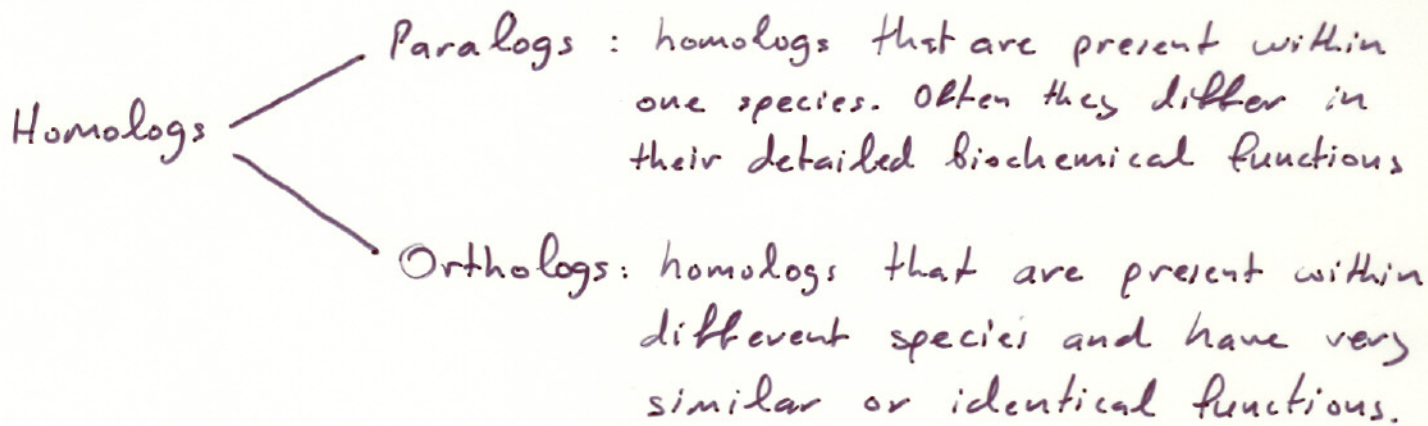 Paralogs : homologs that are present within
one species. Often they differ in
Homologs
their detailed biochemical functions
Orthologs: homologs that are present within
different species and have very
similar or identical functions.